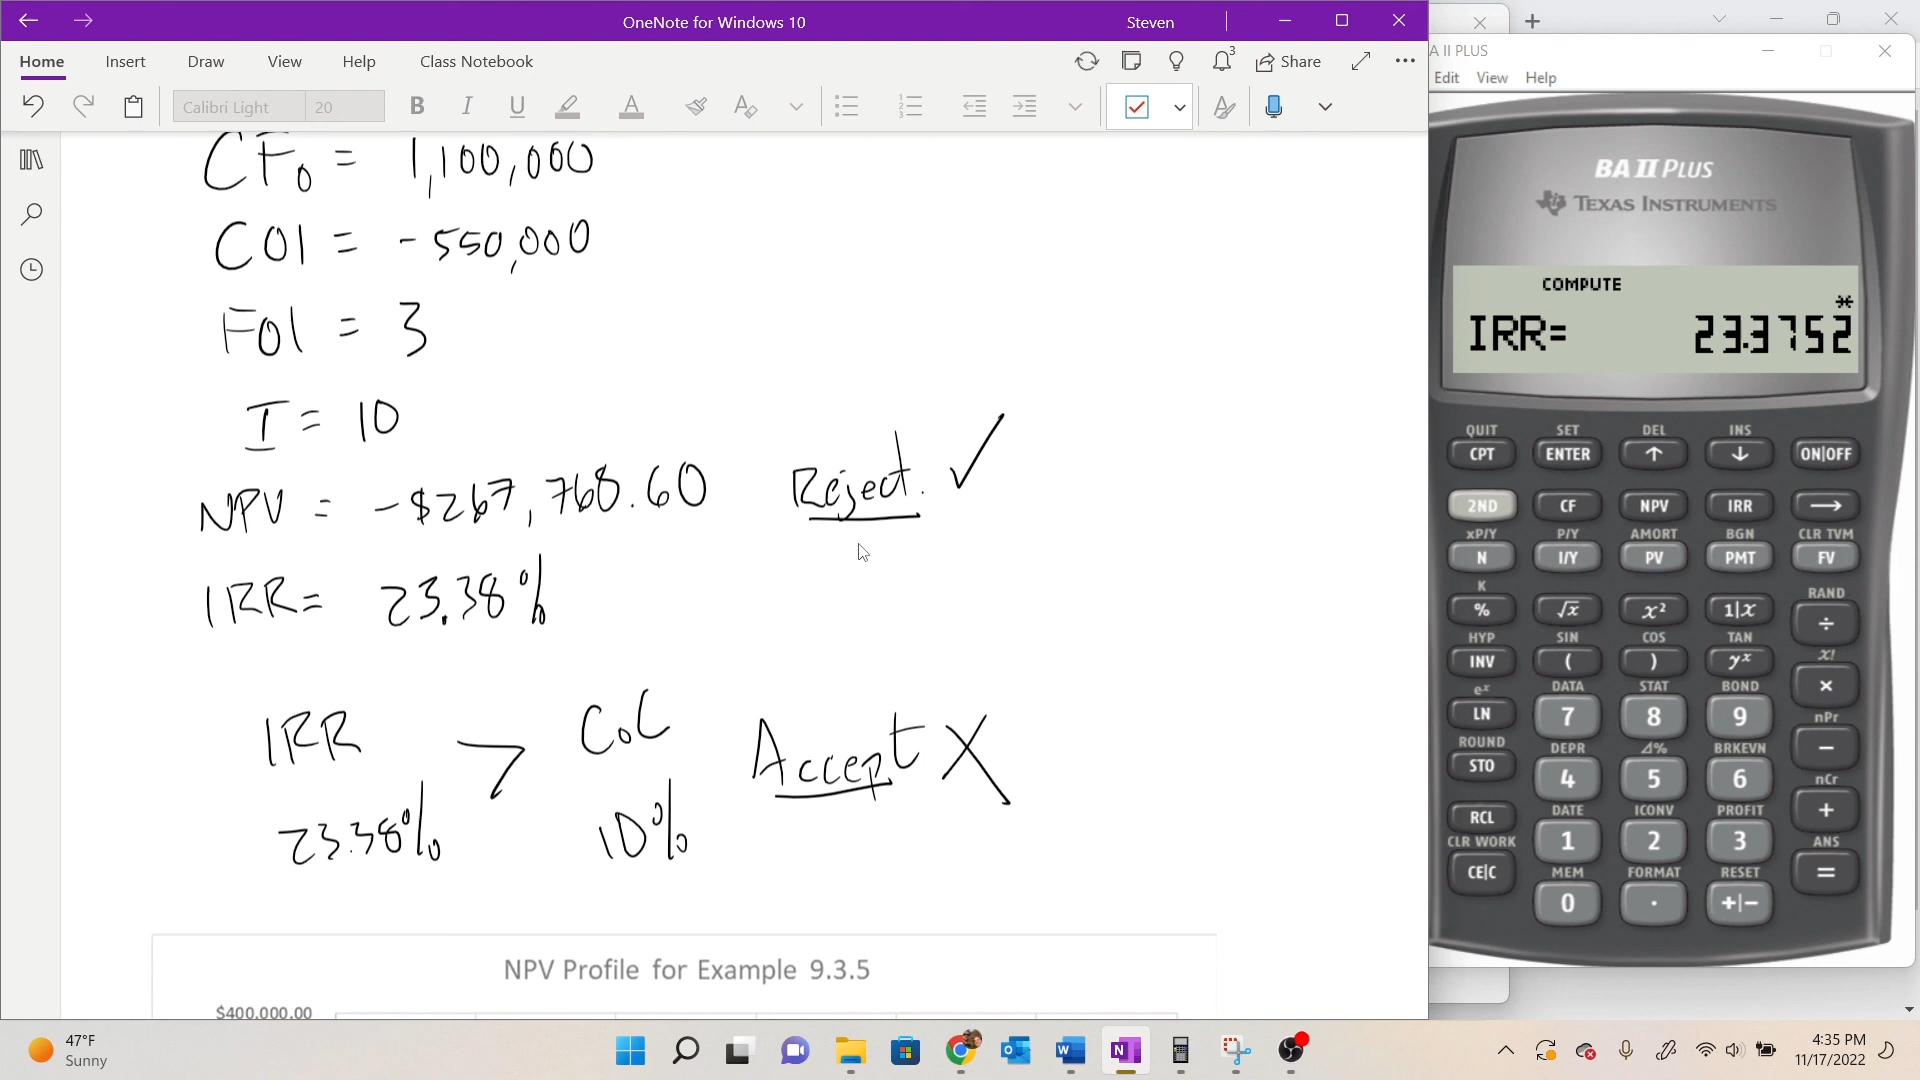 OneNote for Windows 10
Steven
Home Insert Draw View Help Class Notebook
3
Share
Calibri Light 20
B I U A
CF0 = 1,100,000
C01 = -550,000
F01 = 3
I = 10
NPV = -$267,768.60 Reject. ✓
IRR = 23.38%
IRR > CoC Accept X
23.38% 10%
NPV Profile for Example 9.3.5
$400,000.00
A II PLUS
Edit View Help
BA II PLUS
TEXAS INSTRUMENTS
COMPUTE
*
IRR= 23.3752
QUIT SET DEL INS
CPT ENTER ↑ ↓ ON|OFF
2ND CF NPV IRR →
xP/Y P/Y AMORT BGN CLR TVM
N I/Y PV PMT FV
K RAND
% √x x² 1|x ÷
HYP SIN COS TAN x!
INV ( ) yˣ ×
eˣ DATA STAT BOND nPr
LN 7 8 9 −
ROUND DEPR Δ% BRKEVN nCr
STO 4 5 6 +
DATE ICONV PROFIT ANS
RCL 1 2 3 =
CLR WORK MEM FORMAT RESET
CE|C 0 . +|−
47°F
Sunny
4:35 PM
11/17/2022